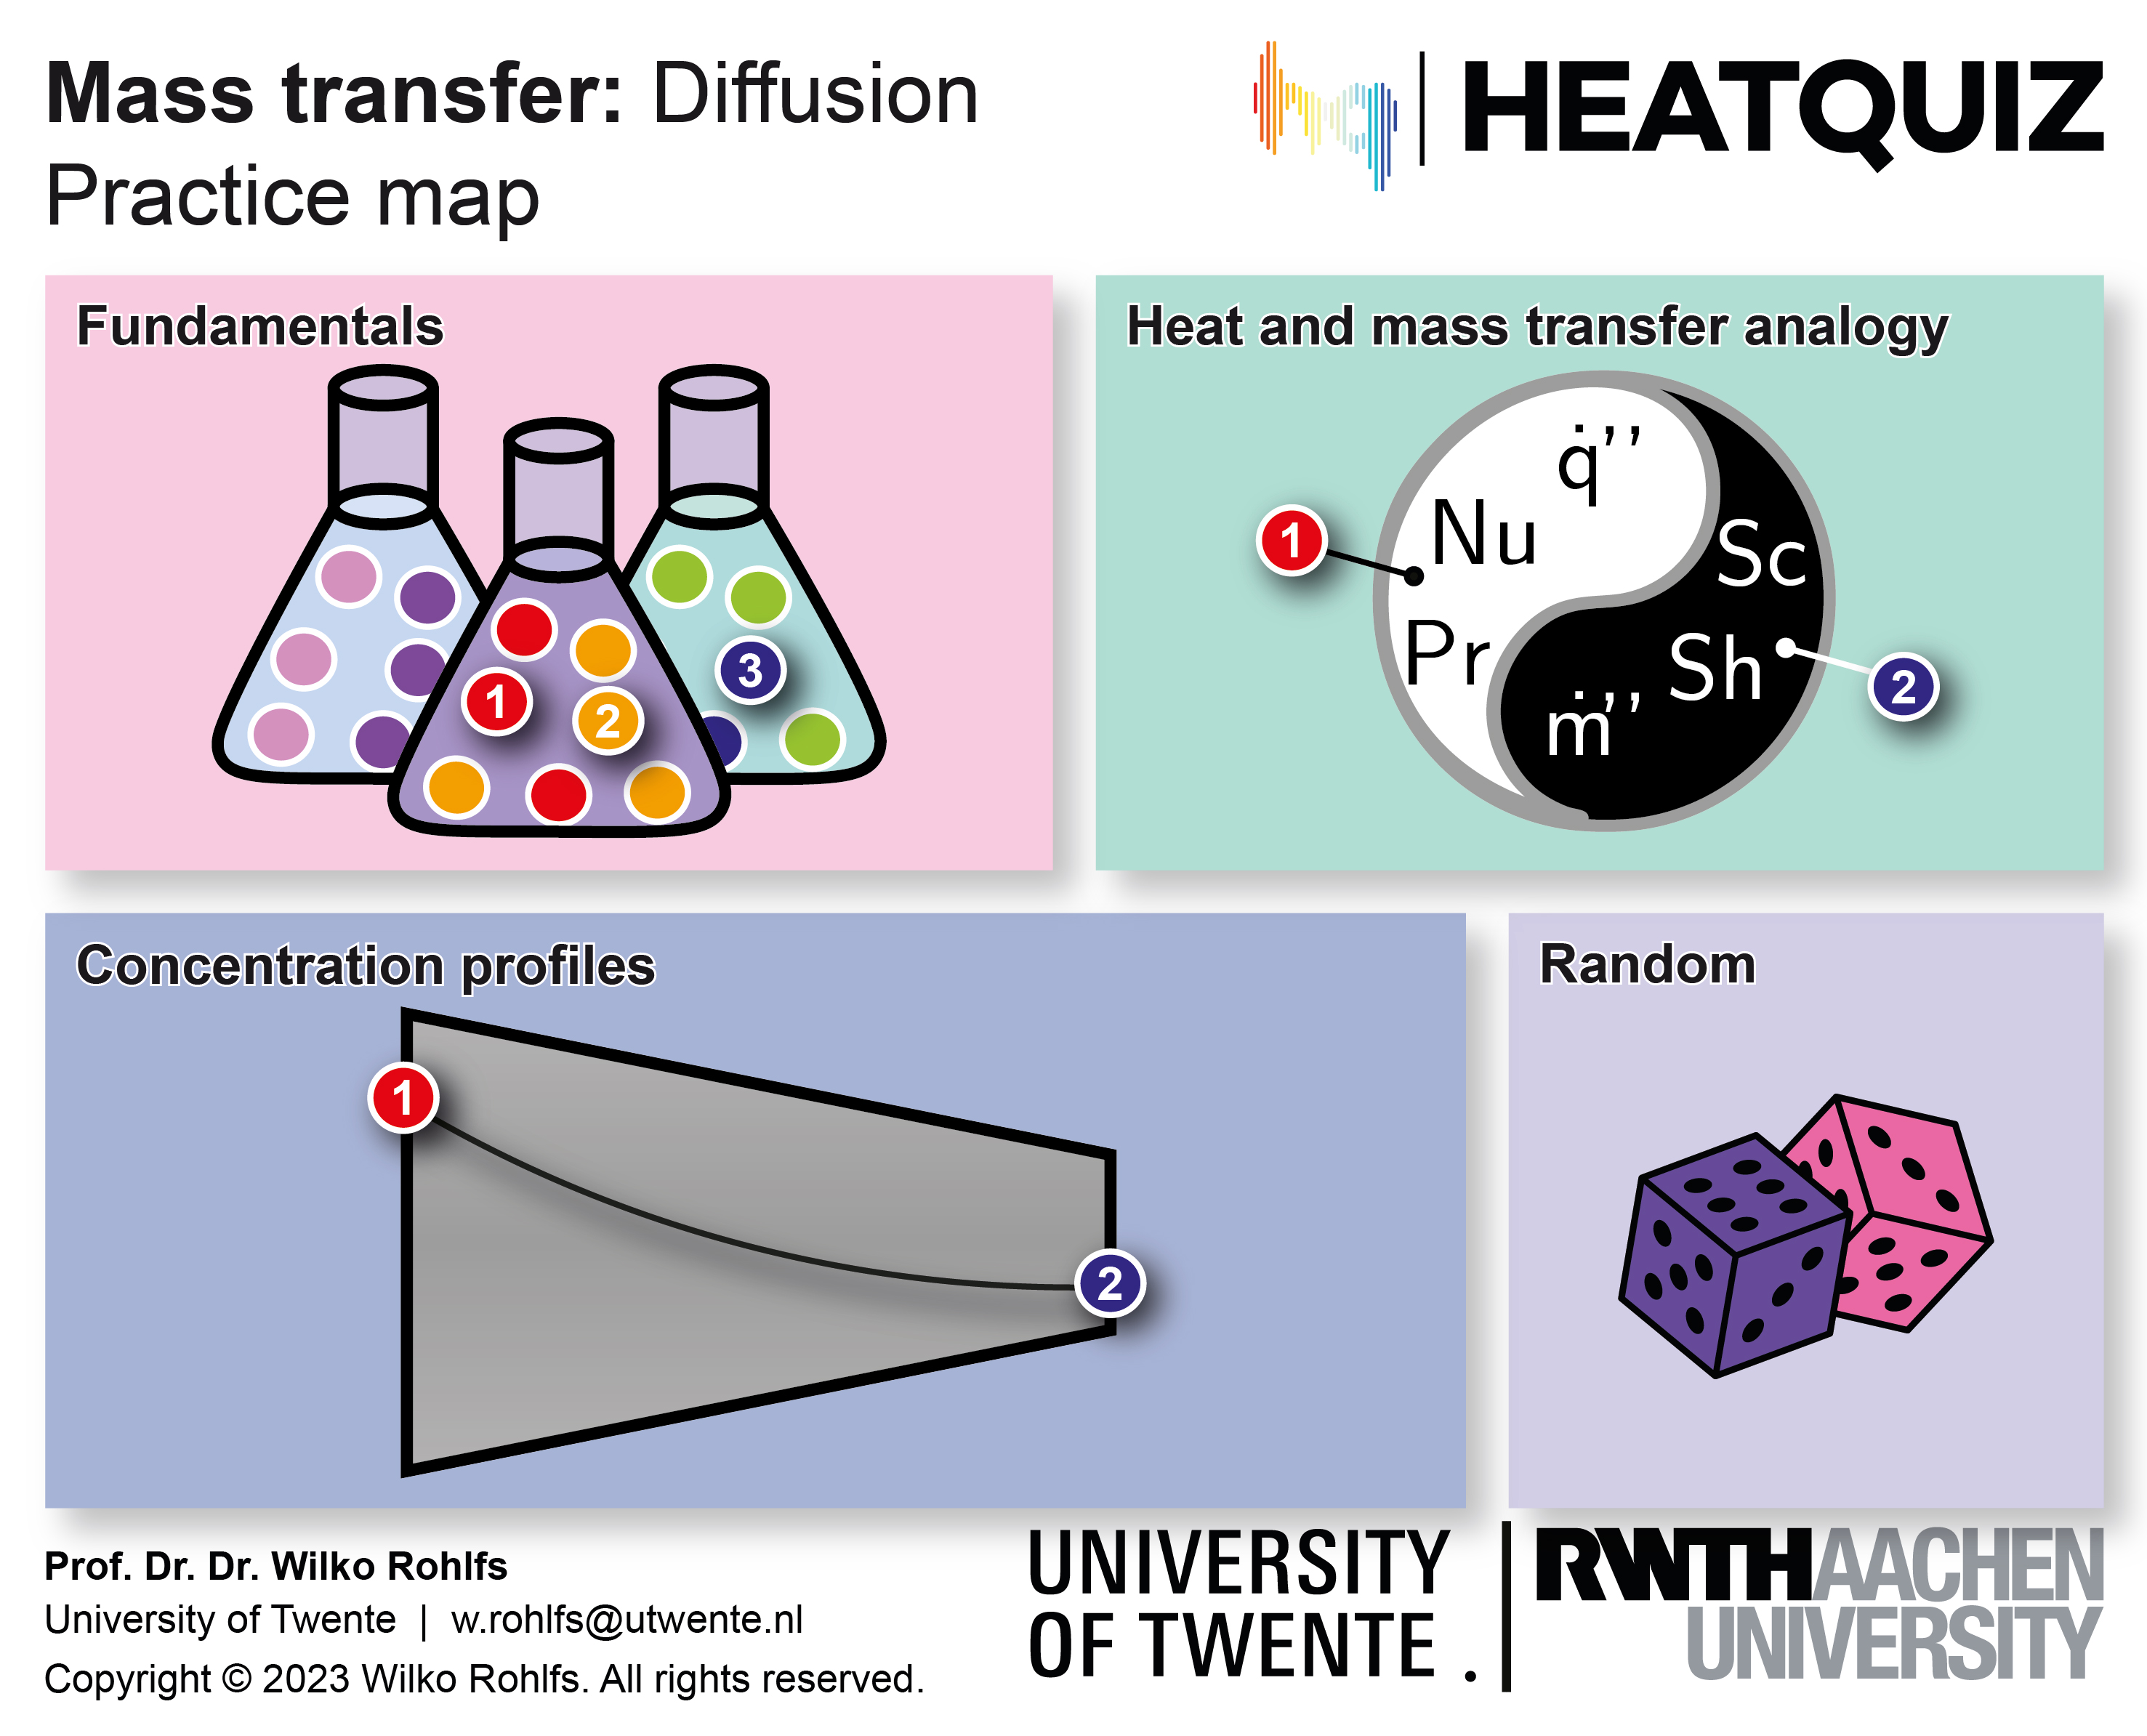 Mass transfer: Diffusion
Practice map
HEATQUIZ
Fundamentals
1
2
3
Heat and mass transfer analogy
q̇’’
Nu
Sc
1
Pr
Sh
2
ṁ’’
Concentration profiles
1
2
Random
Prof. Dr. Dr. Wilko Rohlfs
University of Twente | w.rohlfs@utwente.nl
Copyright © 2023 Wilko Rohlfs. All rights reserved.
UNIVERSITY
OF TWENTE.
RWTHAACHEN
UNIVERSITY